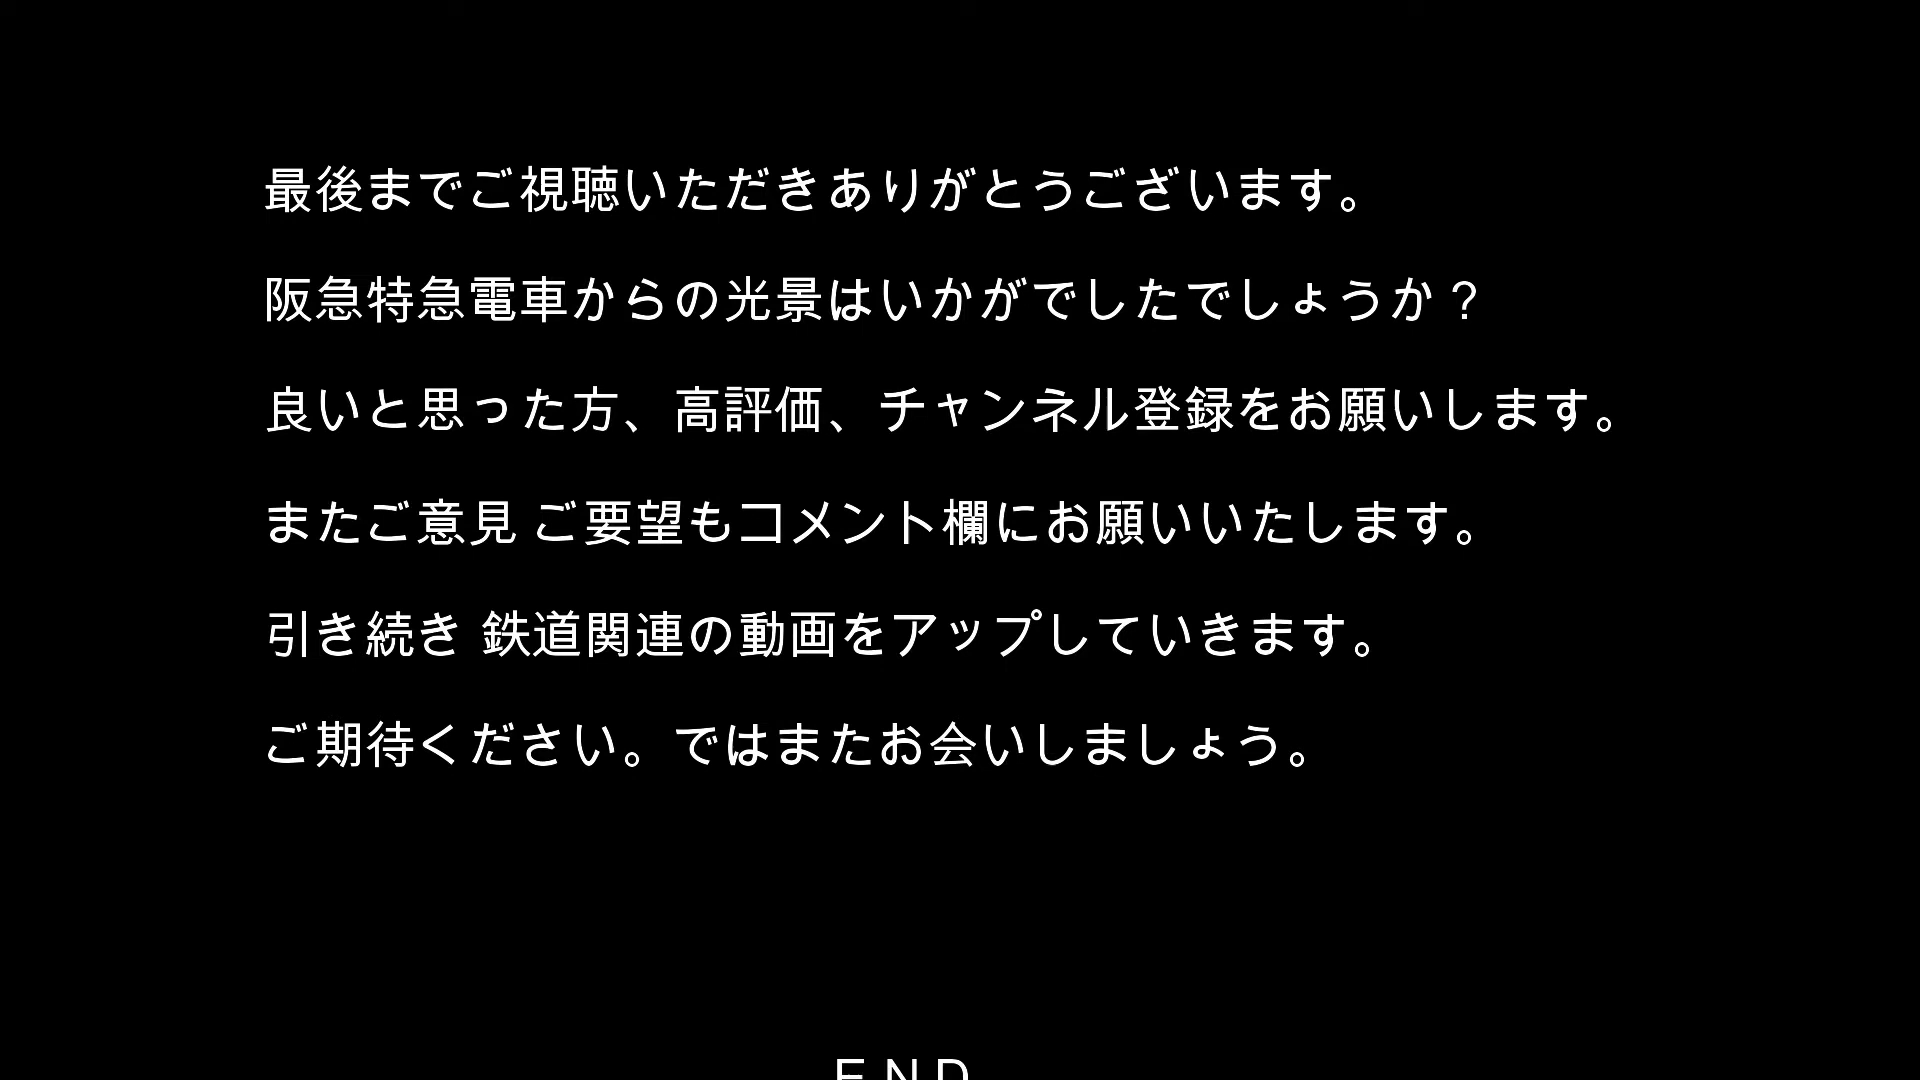 最後までご視聴いただきありがとうございます。
阪急特急電車からの光景はいかがでしたでしょうか？
良いと思った方、高評価、チャンネル登録をお願いします。
またご意見 ご要望もコメント欄にお願いいたします。
引き続き 鉄道関連の動画をアップしていきます。
ご期待ください。ではまたお会いしましょう。
END